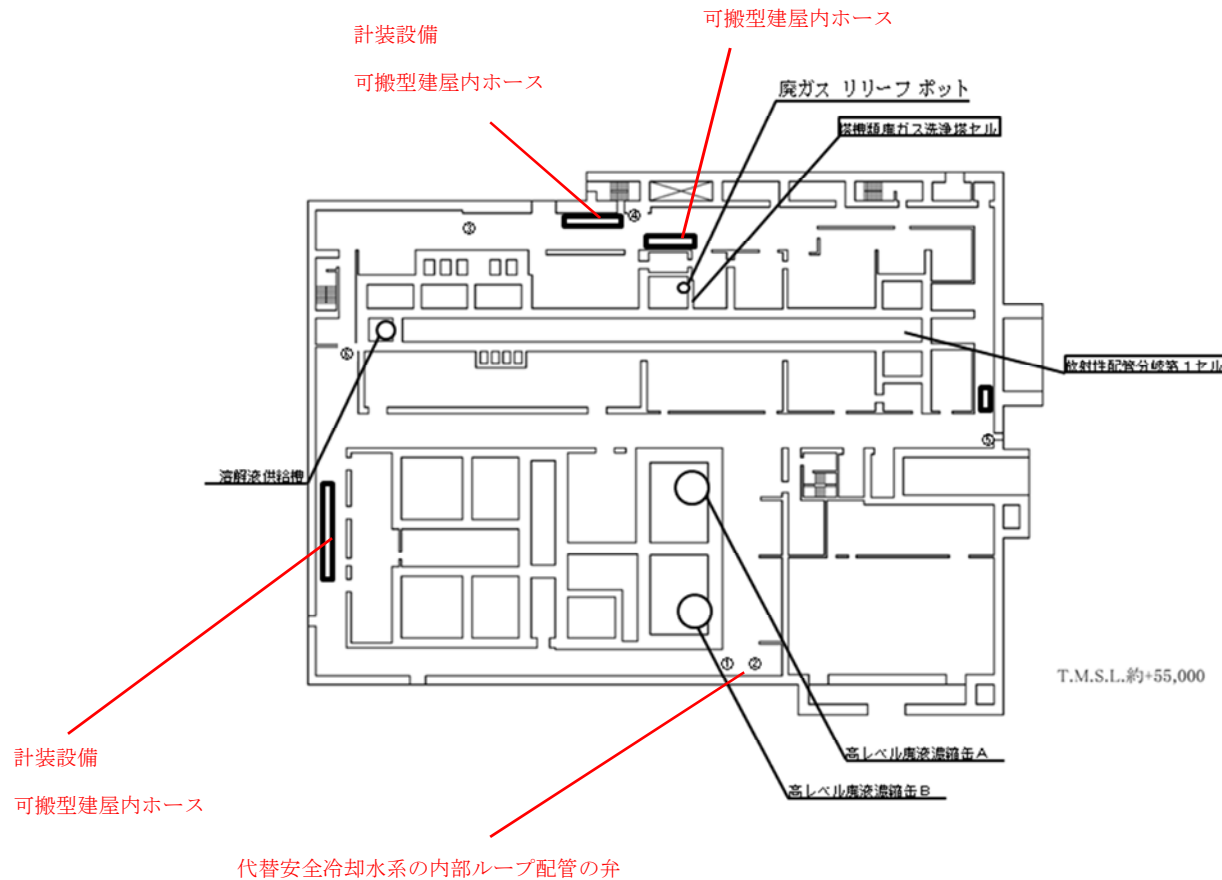 可搬型建屋内ホース
計装設備
可搬型建屋内ホース
廃ガス リリーフ ポット
塔槽類廃ガス洗浄塔セル
④
③
⑥
放射性配管分岐第1セル
⑤
溶解液供給槽
① ②
T.M.S.L.約+55,000
高レベル廃液濃縮缶A
計装設備
高レベル廃液濃縮缶B
可搬型建屋内ホース
代替安全冷却水系の内部ループ配管の弁